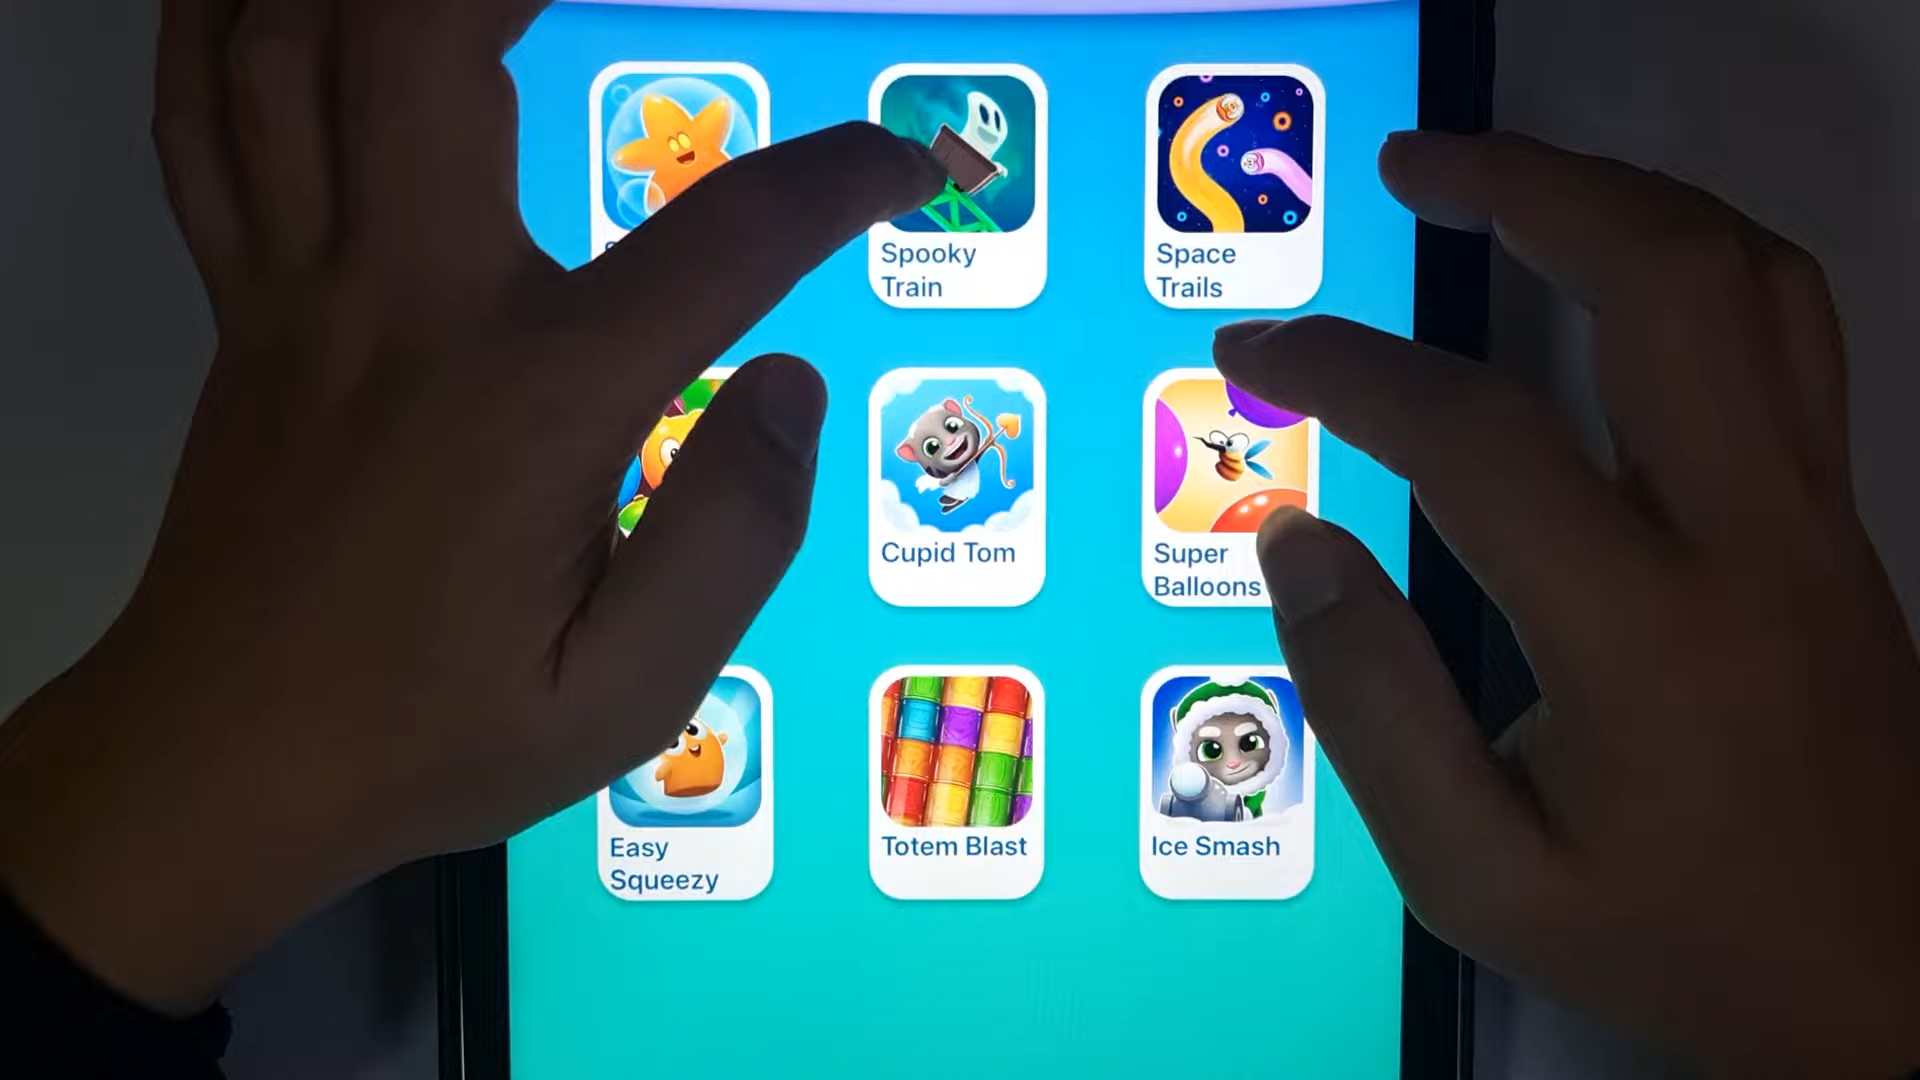 Spooky
Train
Space
Trails
Cupid Tom
Super
Balloons
Easy
Squeezy
Totem Blast
Ice Smash